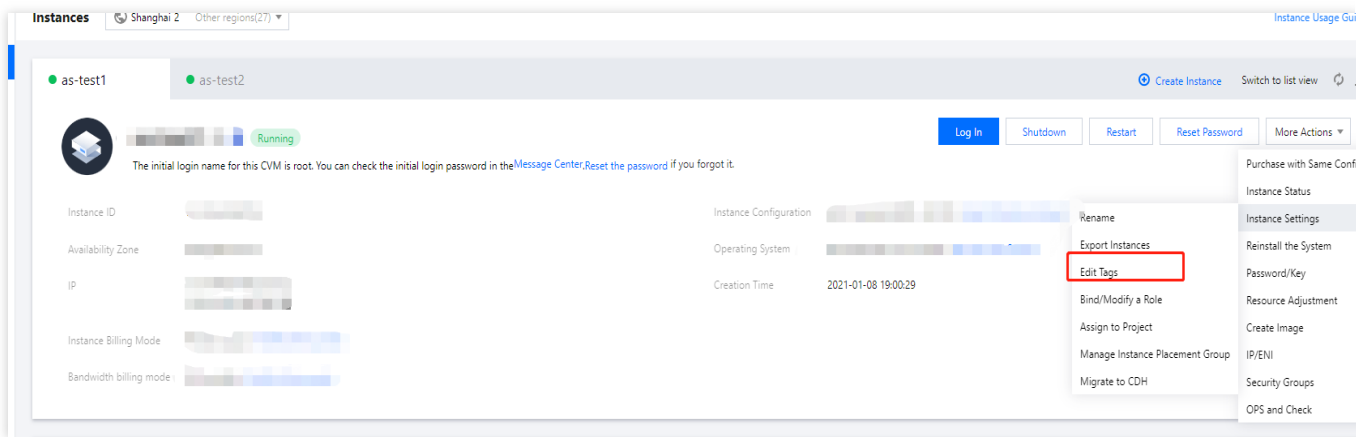 Instances Shanghai 2 Other regions(27) Instance Usage Gui
as-test1 as-test2 Create Instance Switch to list view
Running Log In Shutdown Restart Reset Password More Actions
The initial login name for this CVM is root. You can check the initial login password in the Message Center,Reset the password if you forgot it.
Purchase with Same Confi
Instance Status
Instance ID Instance Configuration Rename Instance Settings
Availability Zone Operating System Export Instances Reinstall the System
Edit Tags Password/Key
IP Creation Time 2021-01-08 19:00:29
Bind/Modify a Role Resource Adjustment
Assign to Project Create Image
Instance Billing Mode
Manage Instance Placement Group IP/ENI
Bandwidth billing mode Migrate to CDH Security Groups
OPS and Check